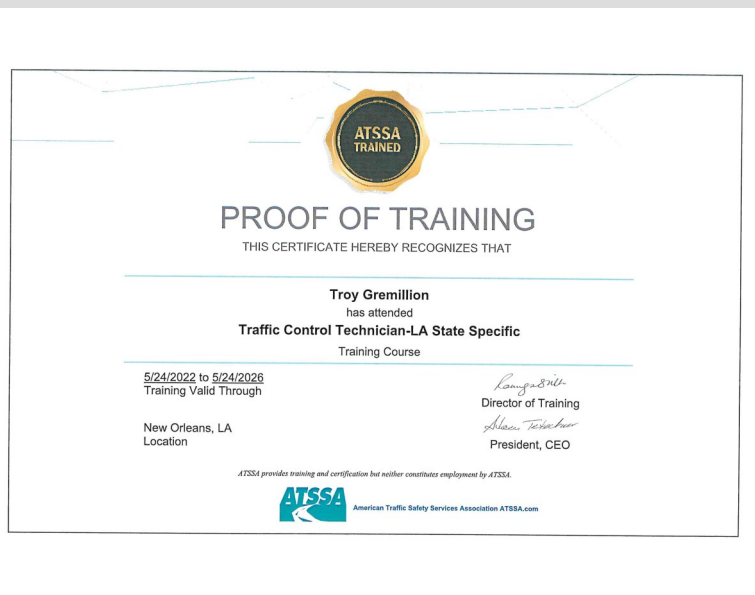 ATSSA
TRAINED
PROOF OF TRAINING
THIS CERTIFICATE HEREBY RECOGNIZES THAT
Troy Gremillion
has attended
Traffic Control Technician-LA State Specific
Training Course
5/24/2022 to 5/24/2026
Training Valid Through
Director of Training
New Orleans, LA
Location
President, CEO
ATSSA provides training and certification but neither constitutes employment by ATSSA.
ATSSA
American Traffic Safety Services Association ATSSA.com